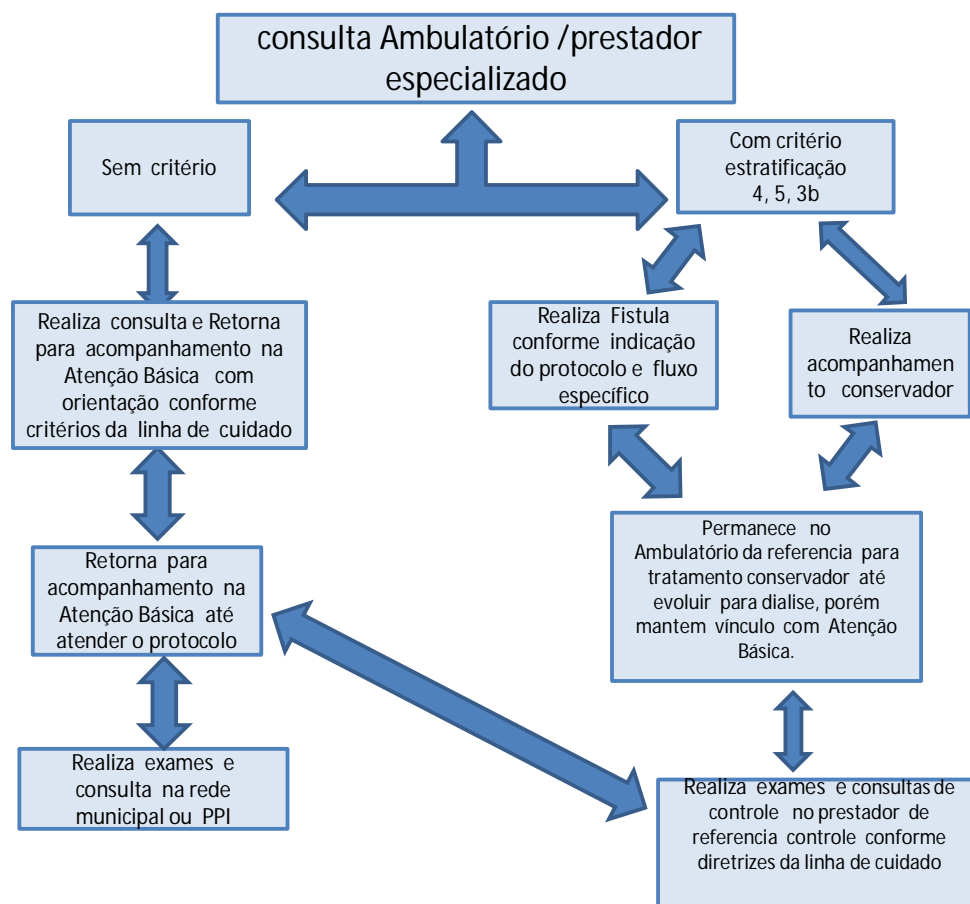 consulta Ambulatório /prestador
especializado
Sem critério
Com critério
estratificação
4, 5, 3b
Realiza consulta e Retorna
para acompanhamento na
Atenção Básica com
orientação conforme
critérios da linha de cuidado
Realiza Fistula
conforme indicação
do protocolo e fluxo
específico
Realiza
acompanhame
nto conservador
Retorna para
acompanhamento na
Atenção Básica até
atender o protocolo
Permanece no
Ambulatório da referencia para
tratamento conservador até
evoluir para dialise, porém
mantem vínculo com Atenção
Básica.
Realiza exames e
consulta na rede
municipal ou PPI
Realiza exames e consultas de
controle no prestador de
referencia controle conforme
diretrizes da linha de cuidado